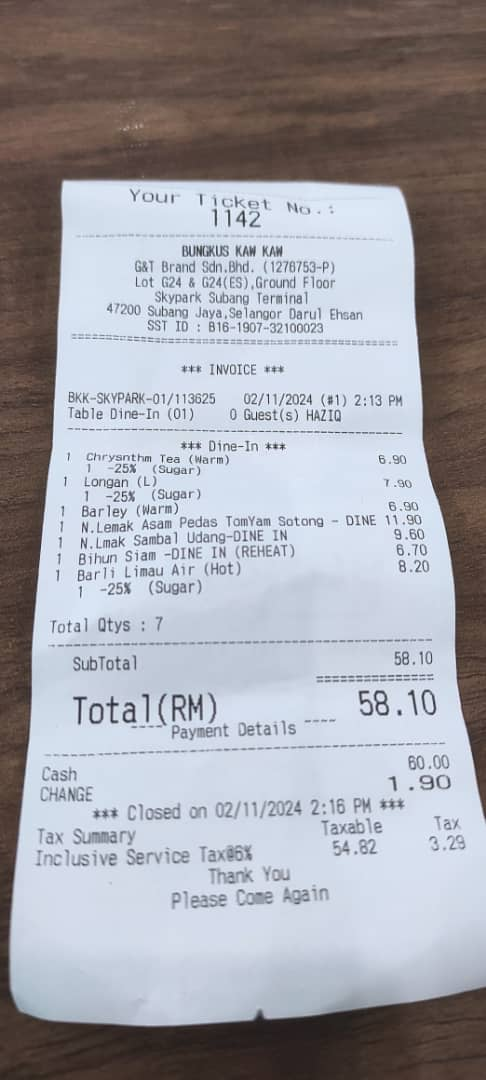 Your Ticket No.:
1142
BUNGKUS KAW KAW
G&T Brand Sdn.Bhd. (1276753-P)
Lot G24 & G24(ES),Ground Floor
Skypark Subang Terminal
47200 Subang Jaya,Selangor Darul Ehsan
SST ID : B16-1907-32100023
*** INVOICE ***
BKK-SKYPARK-01/113625 02/11/2024 (#1) 2:13 PM
Table Dine-In (01) 0 Guest(s) HAZIQ
*** Dine-In ***
1 Chrysnthm Tea (Warm) 6.90
1 -25% (Sugar)
1 Longan (L) 7.90
1 -25% (Sugar)
1 Barley (Warm) 6.90
1 N.Lemak Asam Pedas TomYam Sotong - DINE 11.90
1 N.Lmak Sambal Udang-DINE IN 9.60
1 Bihun Siam -DINE IN (REHEAT) 6.70
1 Barli Limau Air (Hot) 8.20
1 -25% (Sugar)
Total Qtys : 7
SubTotal 58.10
Total(RM) 58.10
Payment Details
Cash 60.00
CHANGE 1.90
*** Closed on 02/11/2024 2:16 PM ***
Tax Summary Taxable Tax
Inclusive Service Tax@6% 54.82 3.29
Thank You
Please Come Again